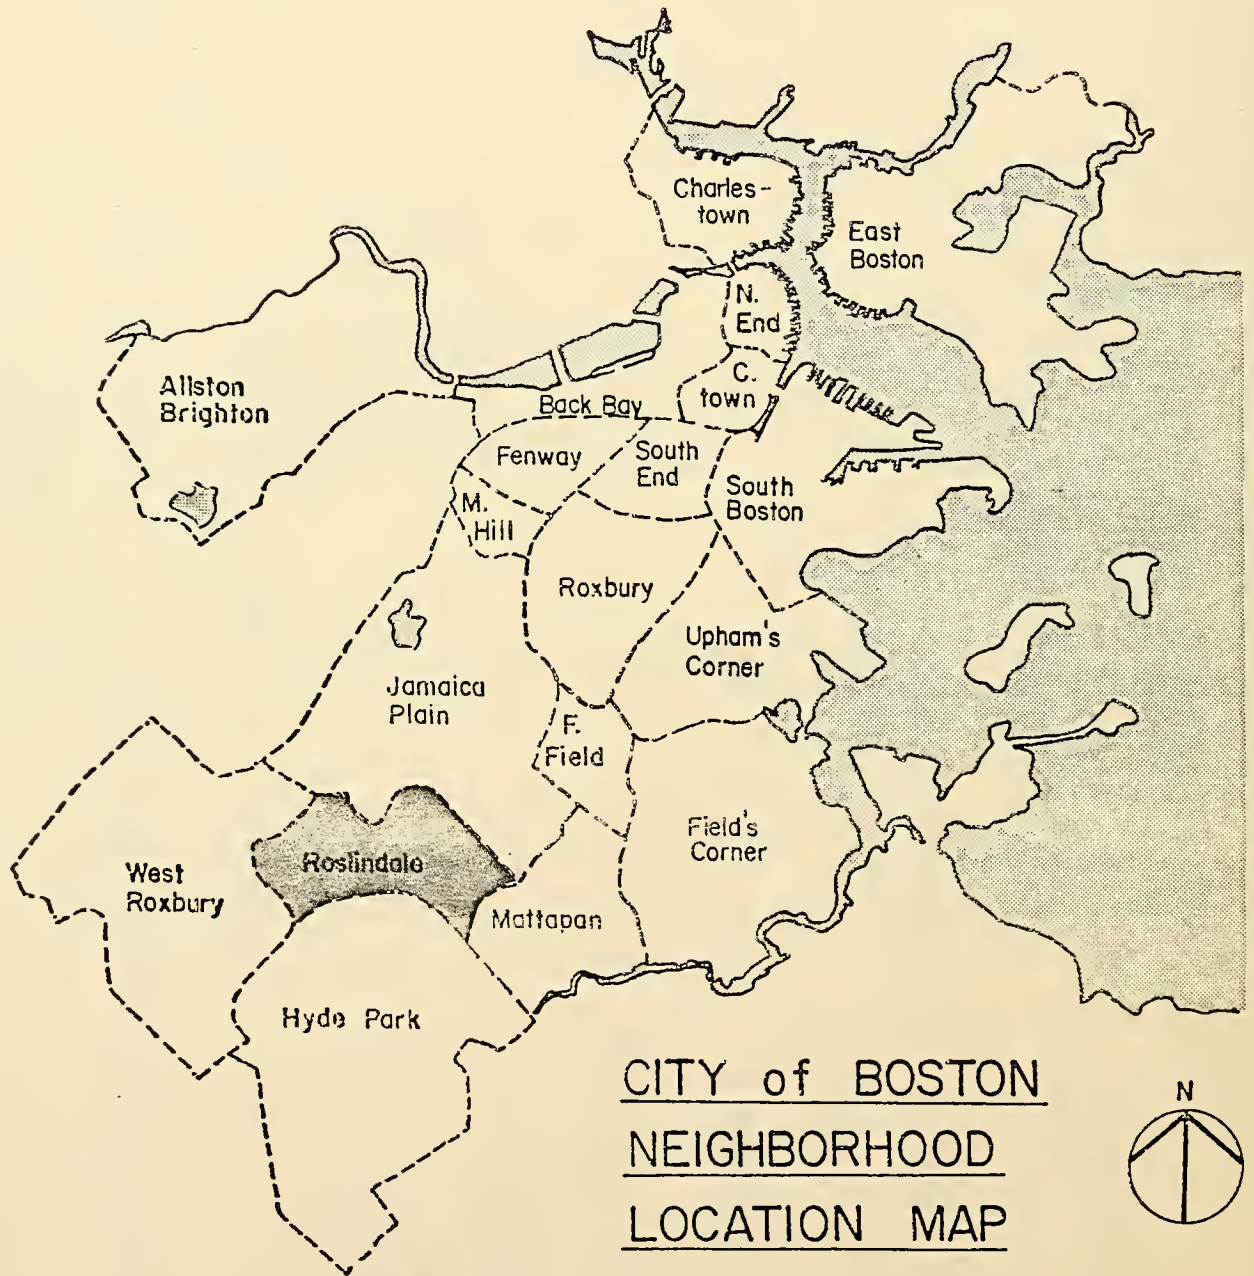 Charles-
town
East
Boston
N.
End
Allston
Brighton
C.
town
Back Bay
Fenway
South
End
South
Boston
M.
Hill
Roxbury
Upham's
Corner
Jamaica
Plain
F.
Field
Field's
Corner
West
Roxbury
Roslindale
Mattapan
Hyde Park
CITY of BOSTON
NEIGHBORHOOD
LOCATION MAP
N